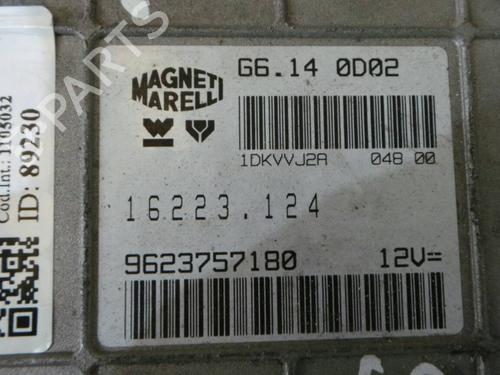 MAGNETI
MARELLI
G6.14 0D02
1DKVVJ2A 048 00
16223.124
9623757180 12V=
Cod.Int.: 1105032
ID: 89230
PARTS